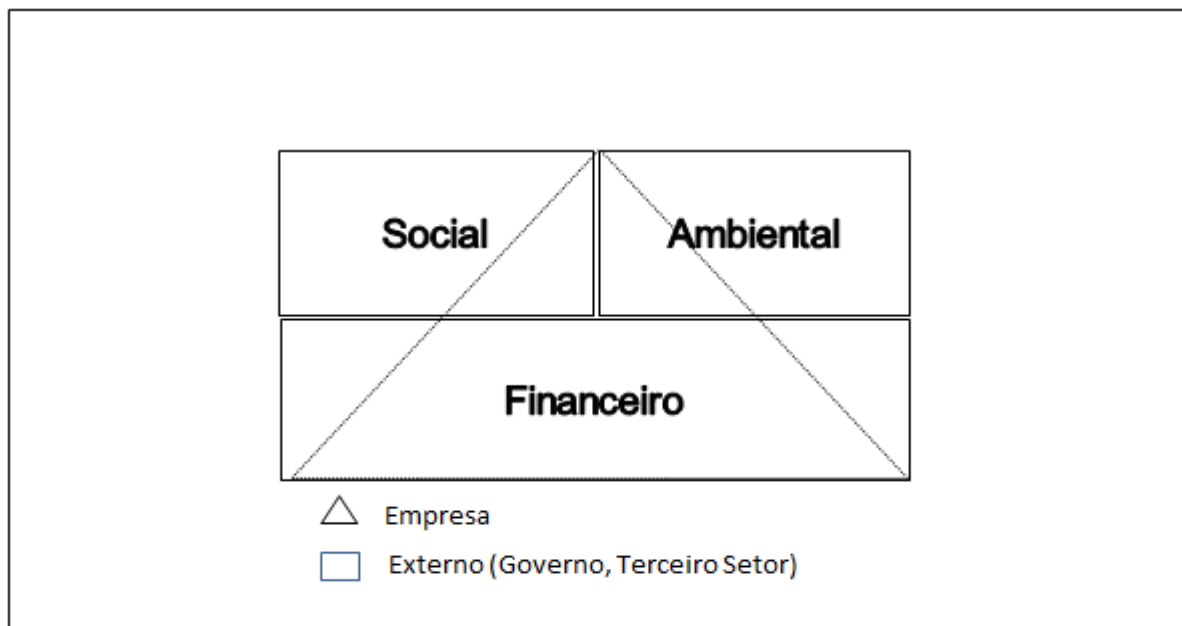 Social
Ambiental
Financeiro
Empresa
Externo (Governo, Terceiro Setor)